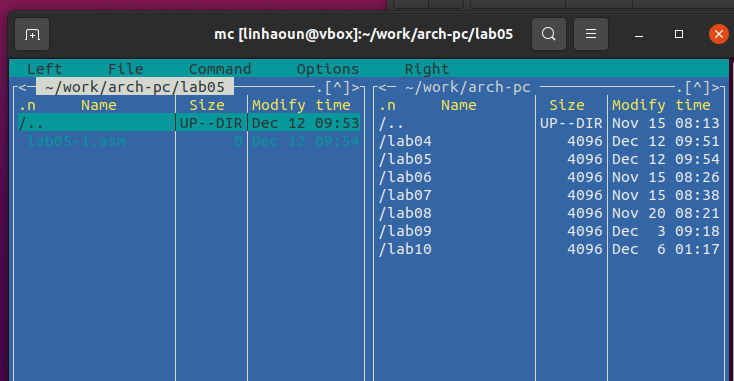 mc [linhaoun@vbox]:~/work/arch-pc/lab05
Left File Command Options Right
<- ~/work/arch-pc/lab05 .[^]>
.n Name Size Modify time
/.. UP--DIR Dec 12 09:53
lab05-1.asm 0 Dec 12 09:54
<- ~/work/arch-pc .[^]>
.n Name Size Modify time
/.. UP--DIR Nov 15 08:13
/lab04 4096 Dec 12 09:51
/lab05 4096 Dec 12 09:54
/lab06 4096 Nov 15 08:26
/lab07 4096 Nov 15 08:38
/lab08 4096 Nov 20 08:21
/lab09 4096 Dec 3 09:18
/lab10 4096 Dec 6 01:17